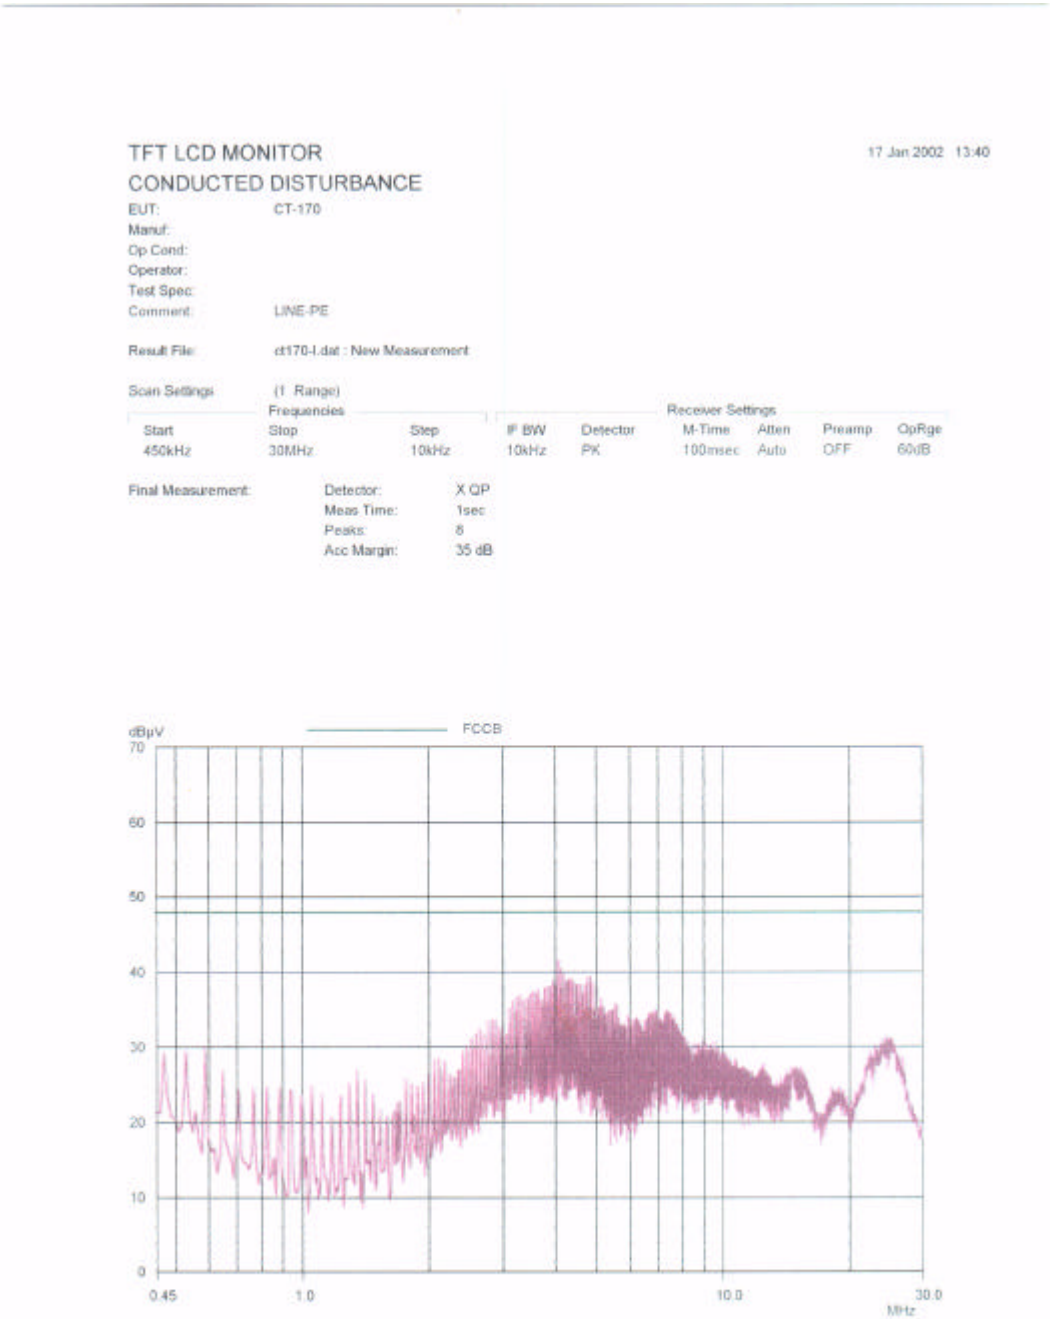 TFT LCD MONITOR 17 Jan 2002 13:40
CONDUCTED DISTURBANCE
EUT: CT-170
Manuf:
Op Cond:
Operator:
Test Spec:
Comment: LINE-PE
Result File: ct170-l.dat : New Measurement
Scan Settings (1 Range)
Frequencies Receiver Settings
Start Stop Step IF BW Detector M-Time Atten Preamp OpRge
450kHz 30MHz 10kHz 10kHz PK 100msec Auto OFF 60dB
Final Measurement: Detector: X QP
Meas Time: 1sec
Peaks: 8
Acc Margin: 35 dB
dBµV FCCB
70
60
50
40
30
20
10
0
0.45 1.0 10.0 30.0
MHz